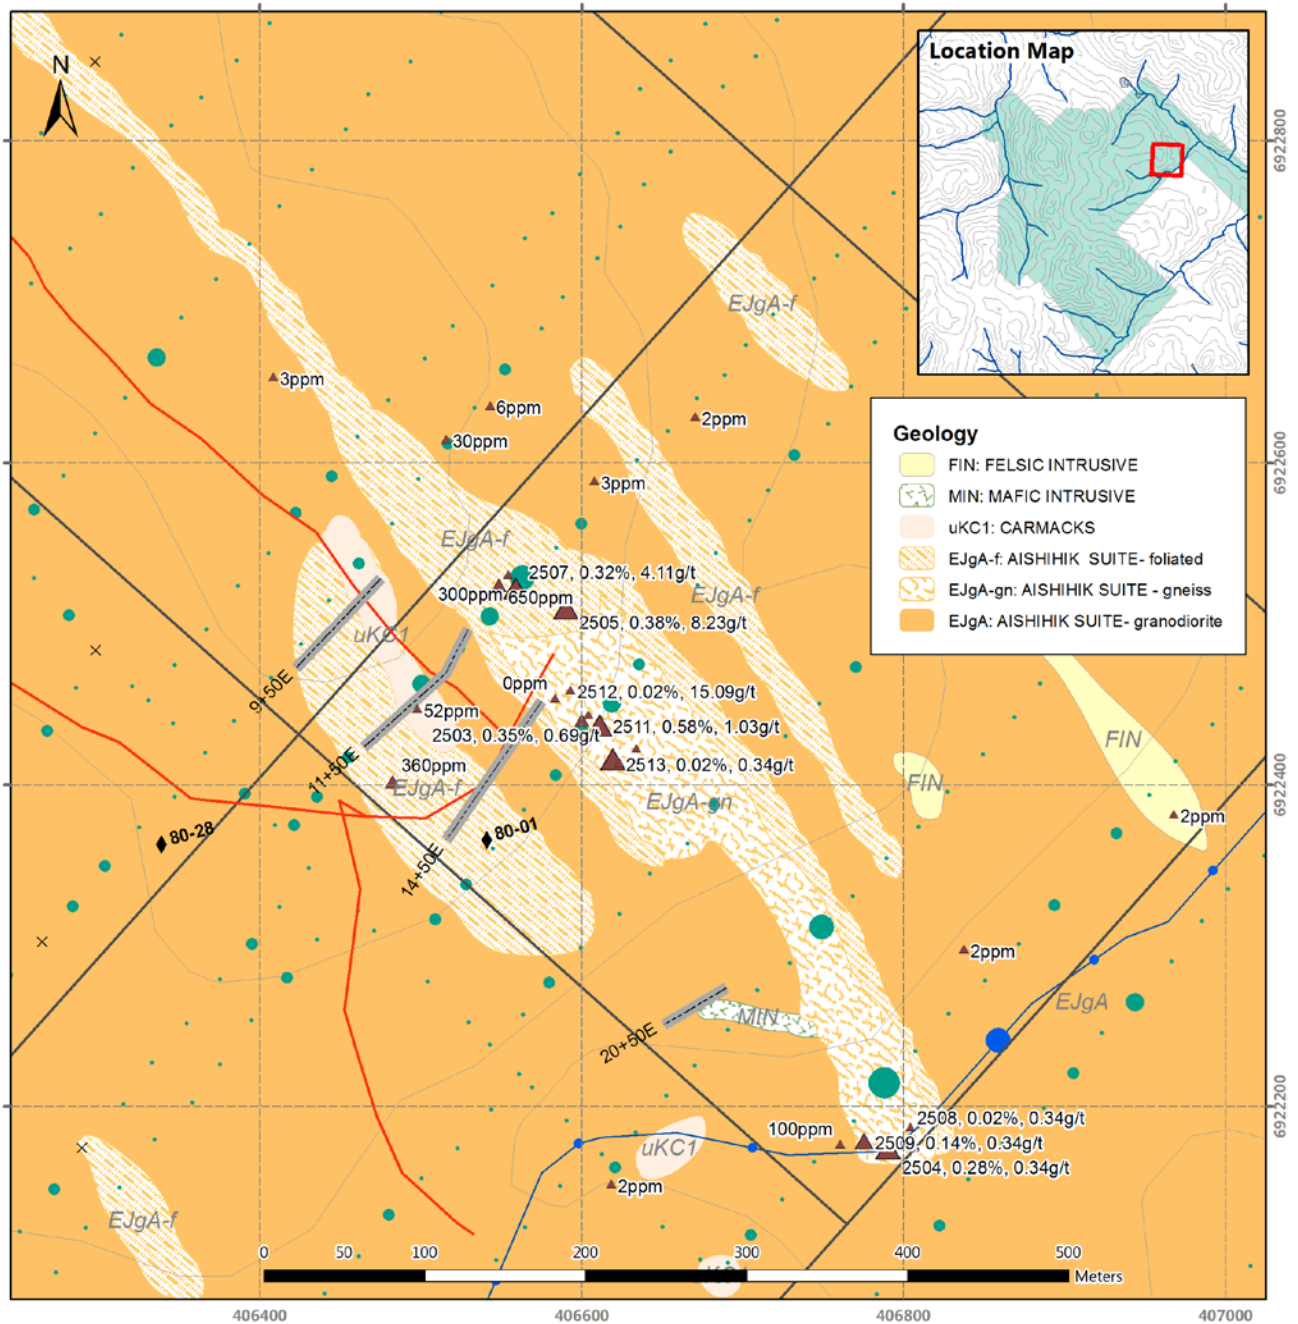 Location Map
N
6922800
EJgA-f
3ppm
6ppm
2ppm
30ppm
Geology
FIN: FELSIC INTRUSIVE
MIN: MAFIC INTRUSIVE
uKC1: CARMACKS
EJgA-f: AISHIHIK SUITE- foliated
EJgA-gn: AISHIHIK SUITE - gneiss
EJgA: AISHIHIK SUITE- granodiorite
6922600
3ppm
EJgA-f
2507, 0.32%, 4.11g/t
300ppm
650ppm
EJgA-f
2505, 0.38%, 8.23g/t
uKC1
9+50E
0ppm
2512, 0.02%, 15.09g/t
52ppm
2511, 0.58%, 1.03g/t
2503, 0.35%, 0.69g/t
FIN
360ppm
2513, 0.02%, 0.34g/t
11+50E
EJgA-f
FIN
6922400
EJgA-gn
2ppm
80-28
80-01
14+50E
2ppm
EJgA
MIN
20+50E
6922200
2508, 0.02%, 0.34g/t
100ppm
2509, 0.14%, 0.34g/t
uKC1
2504, 0.28%, 0.34g/t
2ppm
EJgA-f
0 50 100 200 300 400 500
Meters
406400 406600 406800 407000